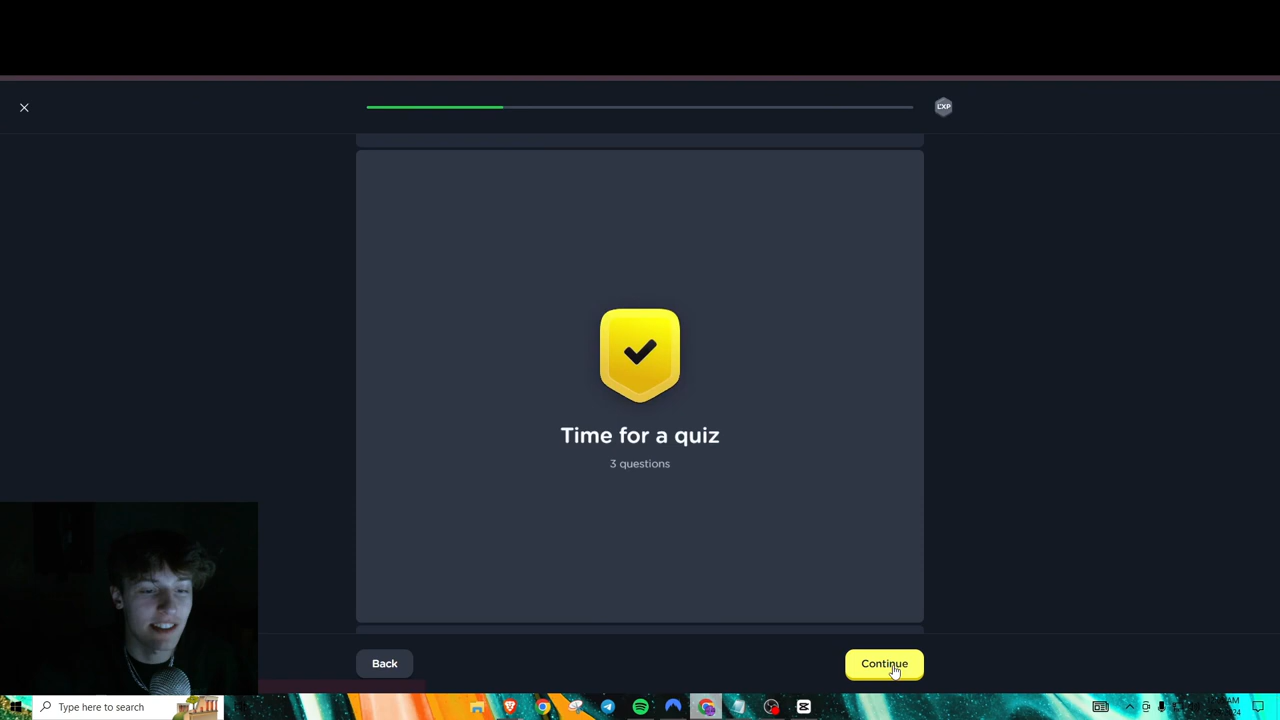 CXP
Time for a quiz
3 questions
Back
Continue
Type here to search